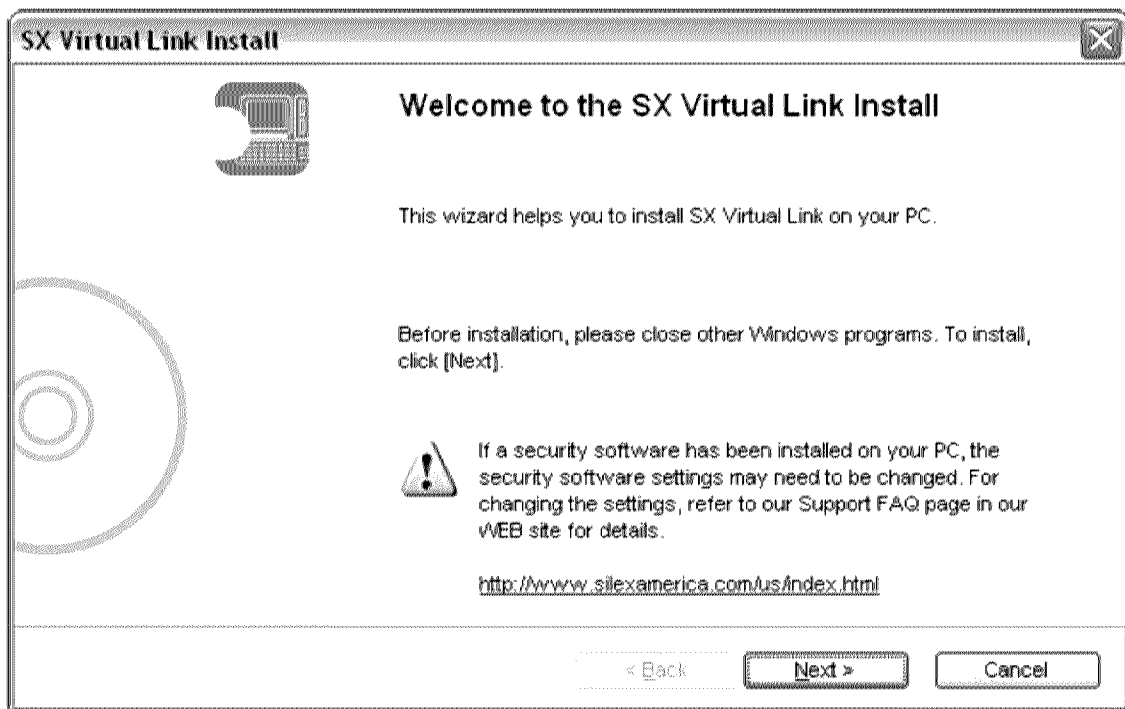 SX Virtual Link Install
Welcome to the SX Virtual Link Install
This wizard helps you to install SX Virtual Link on your PC.
Before installation, please close other Windows programs. To install,
click [Next].
If a security software has been installed on your PC, the
security software settings may need to be changed. For
changing the settings, refer to our Support FAQ page in our
WEB site for details.
http://www.silexamerica.com/us/index.html
< Back
Next >
Cancel